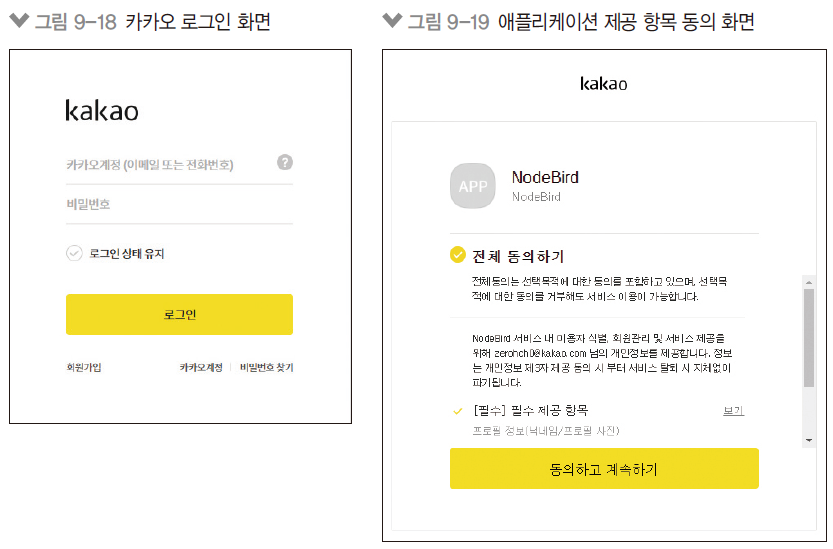 그림 9-18 카카오 로그인 화면
kakao
카카오계정 (이메일 또는 전화번호)
?
비밀번호
로그인 상태 유지
로그인
회원가입
카카오계정 | 비밀번호 찾기
그림 9-19 애플리케이션 제공 항목 동의 화면
kakao
APP
NodeBird
NodeBird
전체 동의하기
전체동의는 선택목적에 대한 동의를 포함하고 있으며, 선택목
적에 대한 동의를 거부해도 서비스 이용이 가능합니다.
NodeBird 서비스 내 이용자 식별, 회원관리 및 서비스 제공을
위해 zerohch0@kakao.com 님의 개인정보를 제공합니다. 정보
는 개인정보 제3자 제공 동의 시 부터 서비스 탈퇴 시 지체없이
파기됩니다.
[필수] 필수 제공 항목
보기
프로필 정보(닉네임/프로필 사진)
동의하고 계속하기